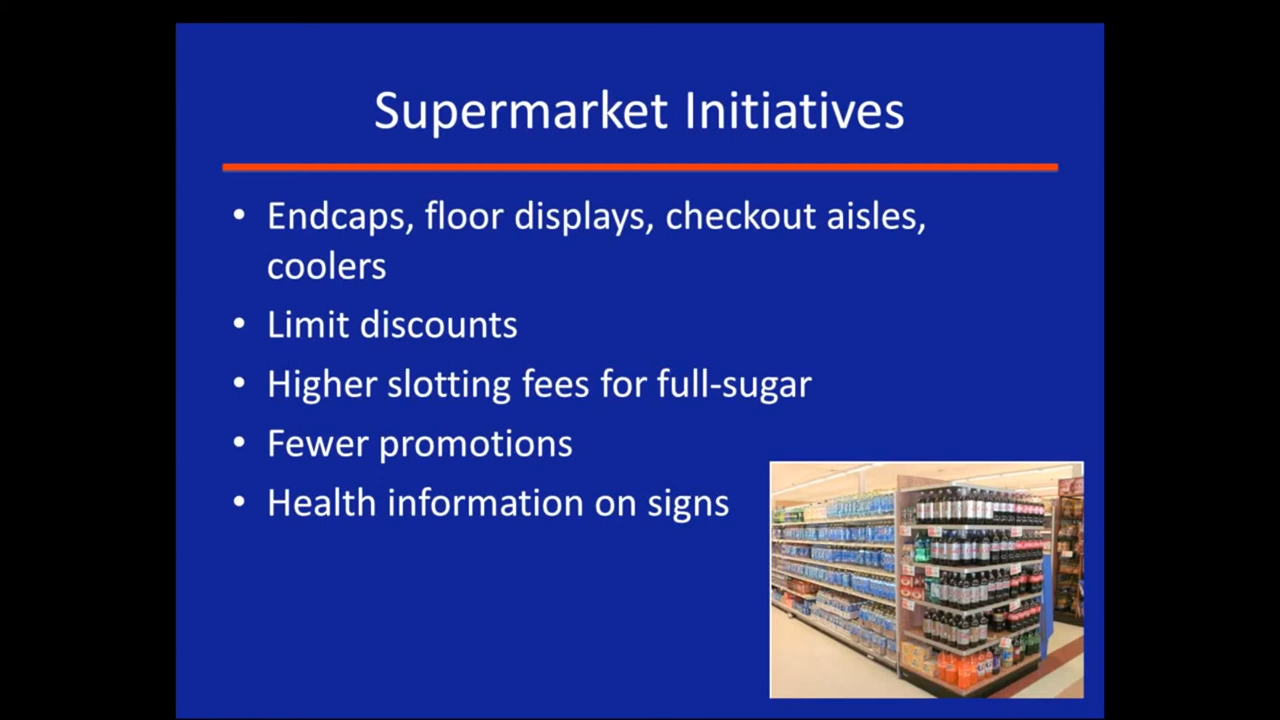 Supermarket Initiatives
• Endcaps, floor displays, checkout aisles,
coolers
• Limit discounts
• Higher slotting fees for full-sugar
• Fewer promotions
• Health information on signs